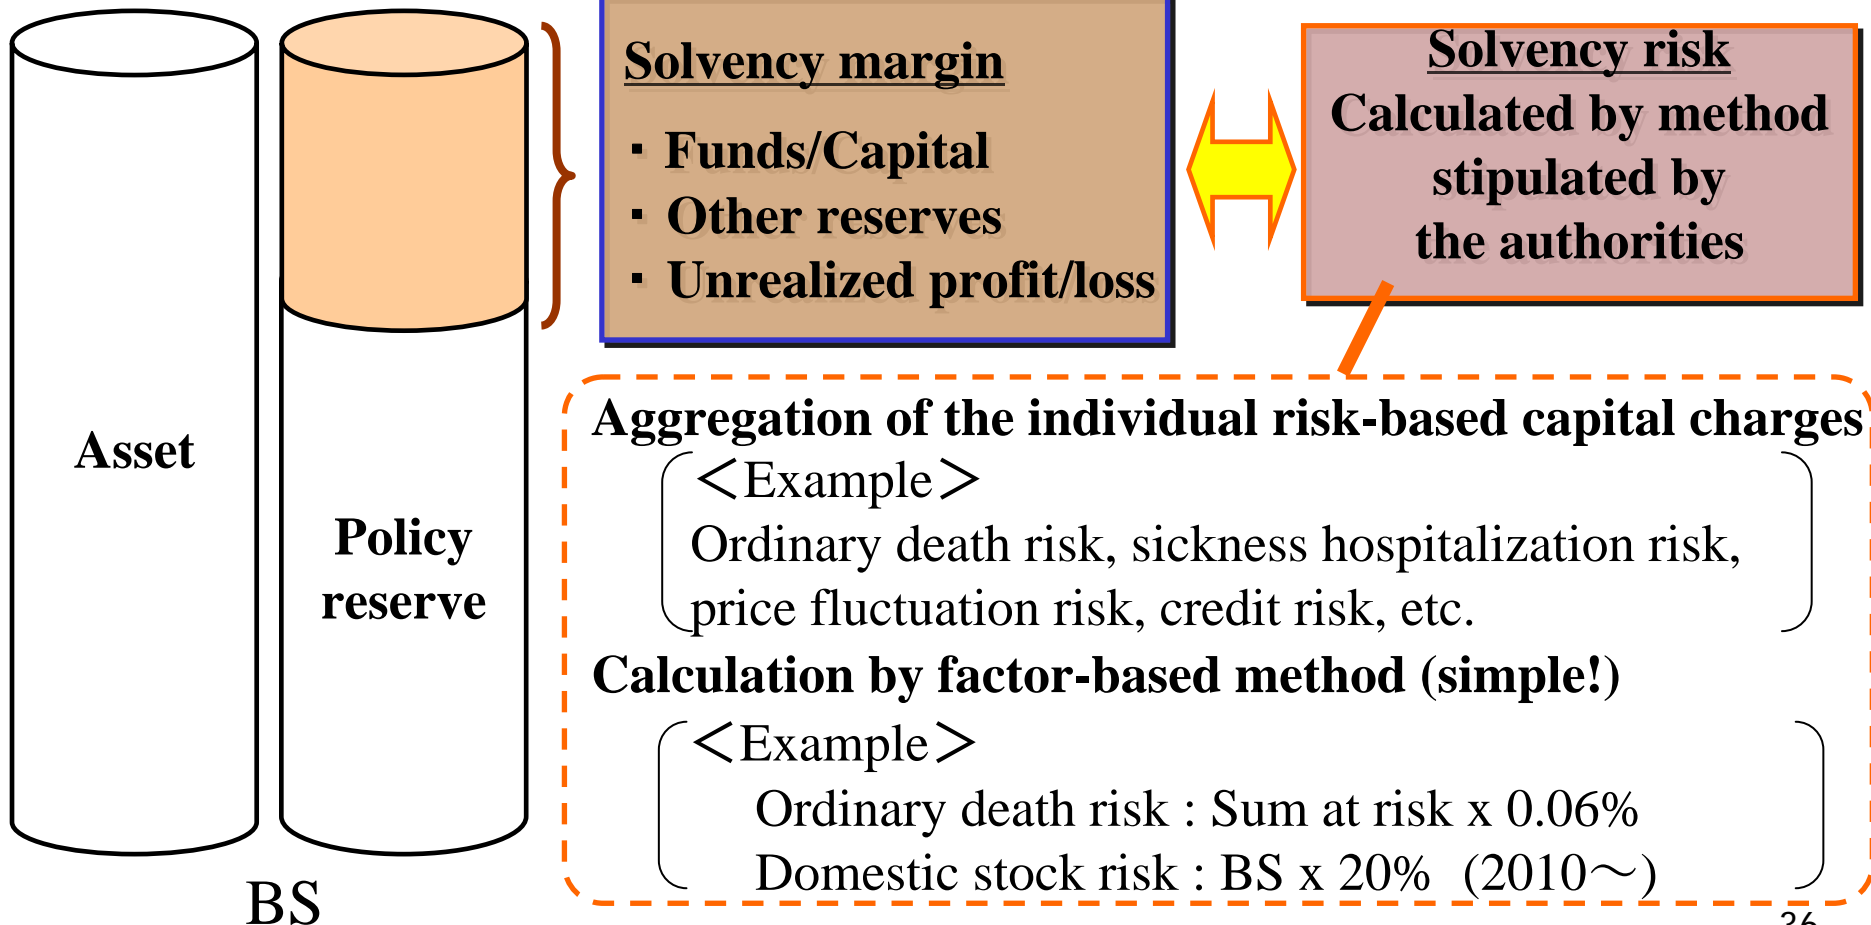 Solvency margin
▪ Funds/Capital
▪ Other reserves
▪ Unrealized profit/loss
Solvency risk
Calculated by method
stipulated by
the authorities
Asset
Policy
reserve
BS
Aggregation of the individual risk-based capital charges
＜Example＞
Ordinary death risk, sickness hospitalization risk,
price fluctuation risk, credit risk, etc.
Calculation by factor-based method (simple!)
＜Example＞
Ordinary death risk : Sum at risk x 0.06%
Domestic stock risk : BS x 20% (2010～)
36